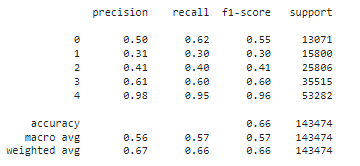 precision recall f1-score support
0 0.50 0.62 0.55 13071
1 0.31 0.30 0.30 15800
2 0.41 0.40 0.41 25806
3 0.61 0.60 0.60 35515
4 0.98 0.95 0.96 53282
accuracy 0.66 143474
macro avg 0.56 0.57 0.57 143474
weighted avg 0.67 0.66 0.66 143474